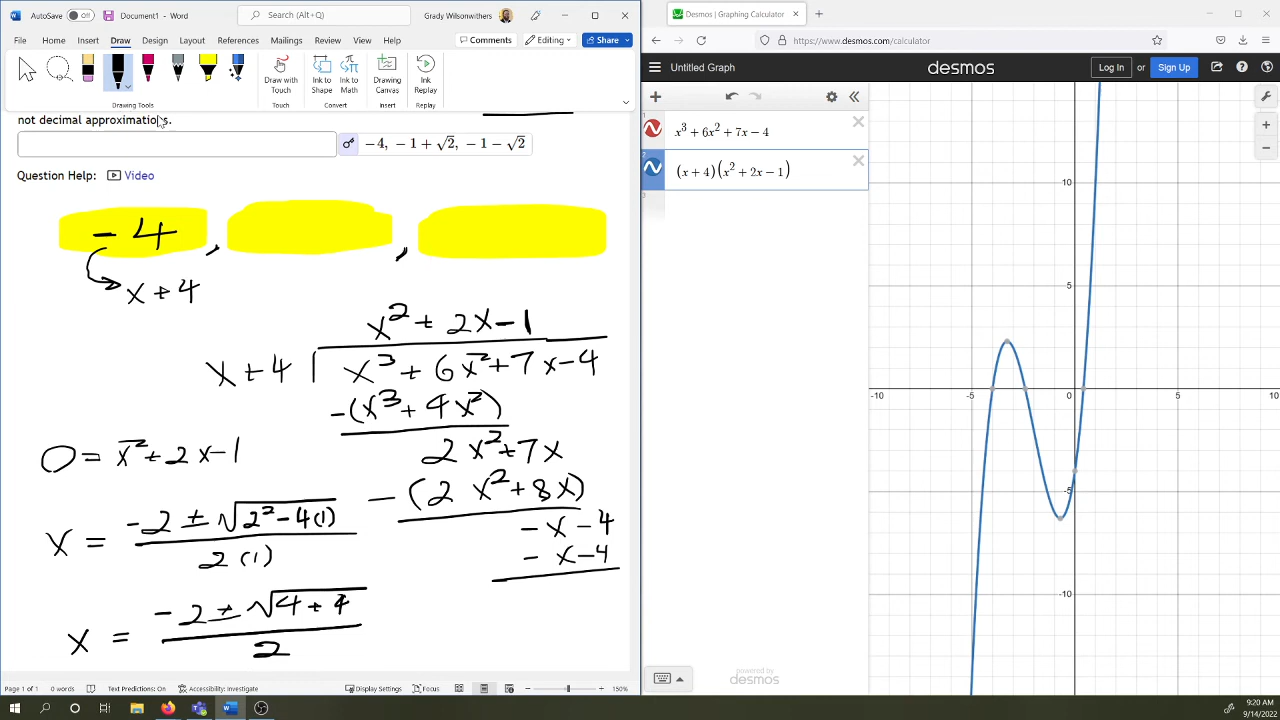 AutoSave Off Document1 - Word Search (Alt+Q) Grady Wilsonwithers
File Home Insert Draw Design Layout References Mailings Review View Help Comments Editing Share
Draw with Touch Ink to Shape Ink to Math Drawing Canvas Ink Replay
Touch Convert Insert Replay
Drawing Tools
not decimal approximations.
-4, -1 + √2, -1 - √2
Question Help: Video
-4 , ,
x + 4
x² + 2x - 1
x + 4 x³ + 6x² + 7x - 4
-(x³ + 4x²)
2x² + 7x
0 = x² + 2x - 1
-(2x² + 8x)
-x - 4
x = -2 ± √2² - 4(1)
2(1)
-x - 4
x = -2 ± √4 + 4
2
Page 1 of 1 0 words Text Predictions: On Accessibility: Investigate Display Settings Focus 150%
Desmos | Graphing Calculator
https://www.desmos.com/calculator
Untitled Graph desmos Log In or Sign Up
1 x³ + 6x² + 7x - 4
2 (x + 4)(x² + 2x - 1)
3
10
5
-10 -5 0 5 10
-5
-10
powered by
desmos
9:20 AM
9/14/2022